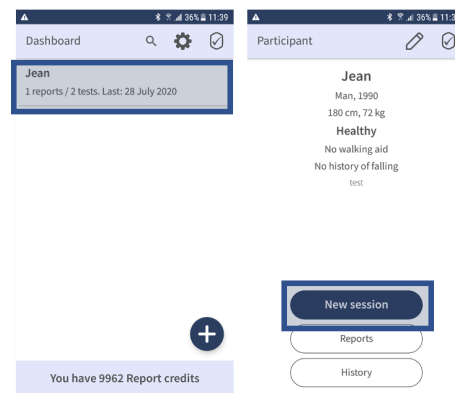 36% 11:39
Dashboard
Jean
1 reports / 2 tests. Last: 28 July 2020
You have 9962 Report credits
36% 11:3
Participant
Jean
Man, 1990
180 cm, 72 kg
Healthy
No walking aid
No history of falling
test
New session
Reports
History